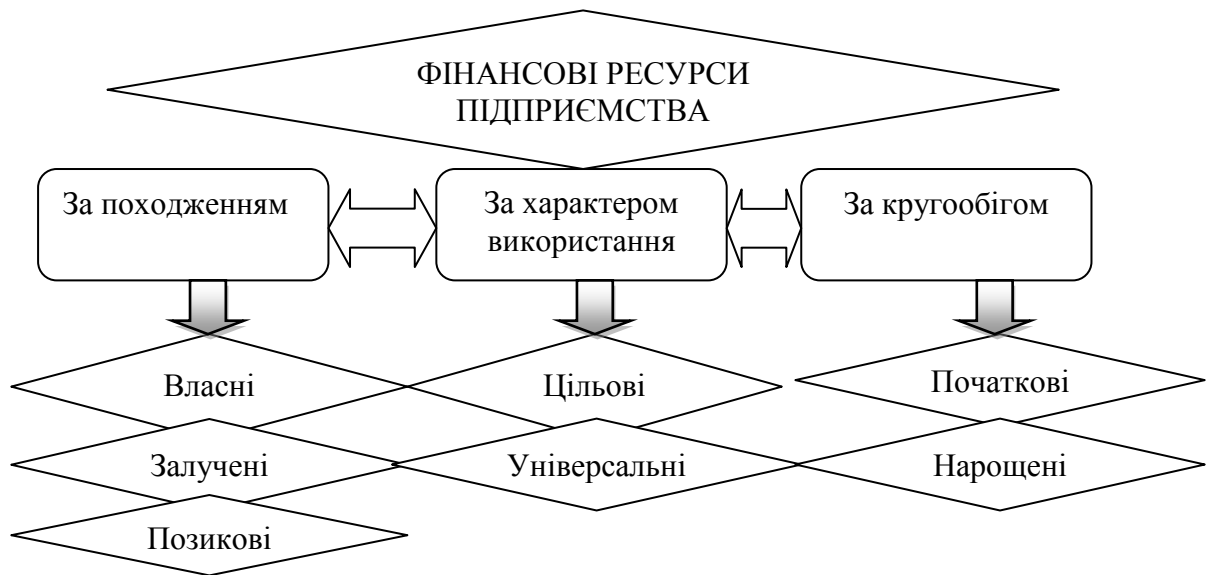 ФІНАНСОВІ РЕСУРСИ
ПІДПРИЄМСТВА
За походженням
За характером
використання
За кругообігом
Власні
Цільові
Початкові
Залучені
Універсальні
Нарощені
Позикові